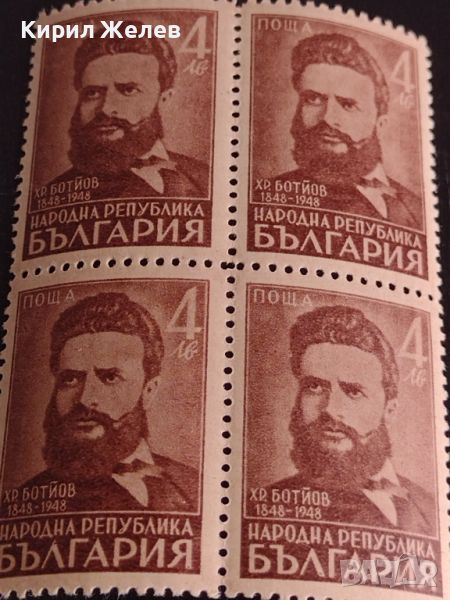 Кирил Желев
4
лв
ХР. БОТЙОВ
1848-1948
НАРОДНА РЕПУБЛИКА
БЪЛГАРИЯ
ПОЩА
4
лв
ХР. БОТЙОВ
1848-1948
НАРОДНА РЕПУБЛИКА
БЪЛГАРИЯ
ПОЩА
4
лв
ХР. БОТЙОВ
1848-1948
НАРОДНА РЕПУБЛИКА
БЪЛГАРИЯ
ПОЩА
4
лв
ХР. БОТЙОВ
1848-1948
НАРОДНА РЕПУБЛИКА
БЪЛГАРИЯ